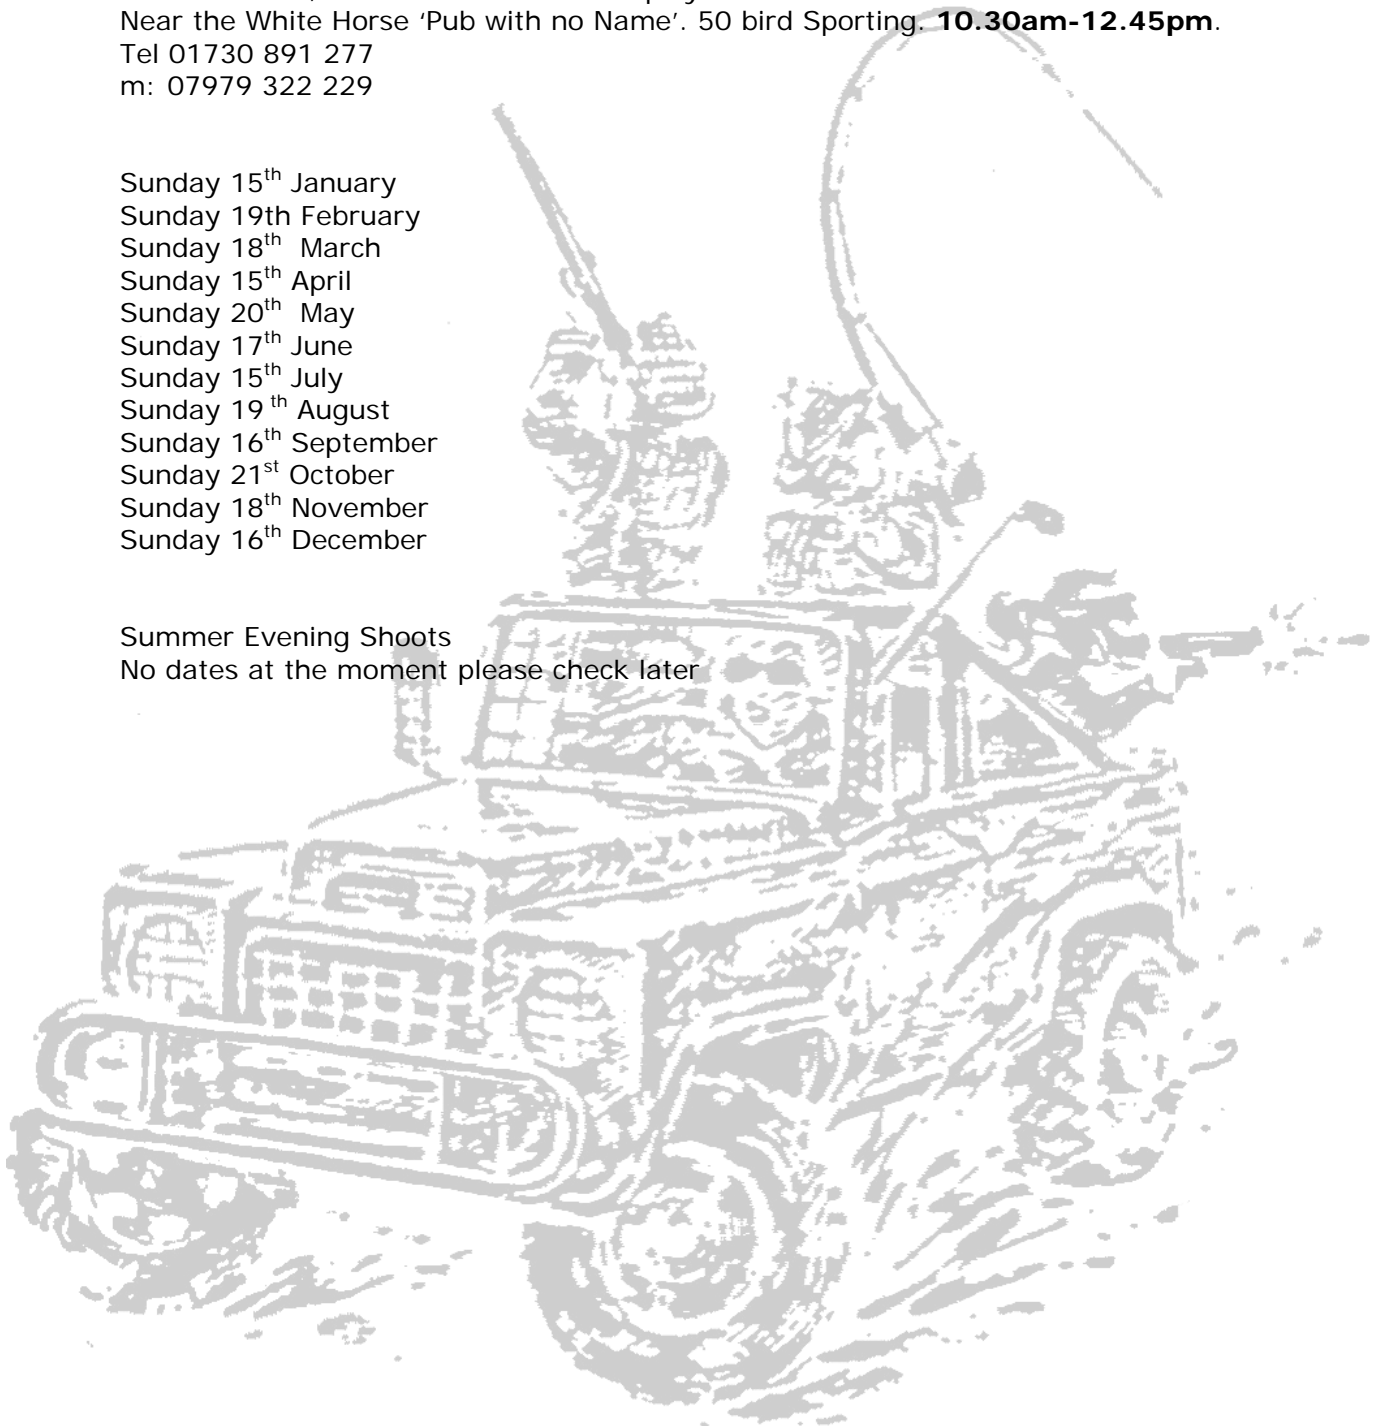 Near the White Horse ‘Pub with no Name’. 50 bird Sporting. 10.30am-12.45pm.
Tel 01730 891 277
m: 07979 322 229
Sunday 15th January
Sunday 19th February
Sunday 18th March
Sunday 15th April
Sunday 20th May
Sunday 17th June
Sunday 15th July
Sunday 19 th August
Sunday 16th September
Sunday 21st October
Sunday 18th November
Sunday 16th December
Summer Evening Shoots
No dates at the moment please check later